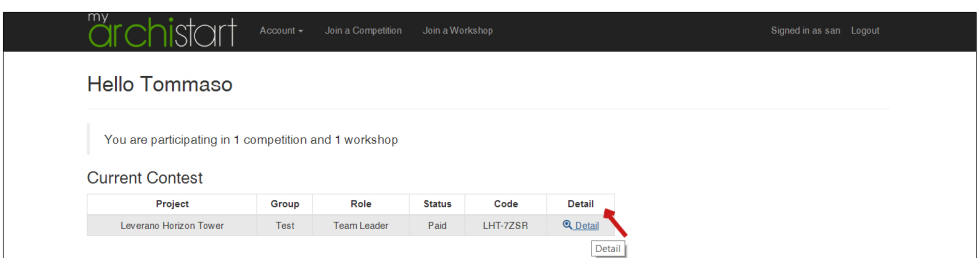 my
archistart Account Join a Competition Join a Workshop Signed in as san Logout
Hello Tommaso
You are participating in 1 competition and 1 workshop
Current Contest
Project Group Role Status Code Detail
Leverano Horizon Tower Test Team Leader Paid LHT-7ZSR Detail
Detail